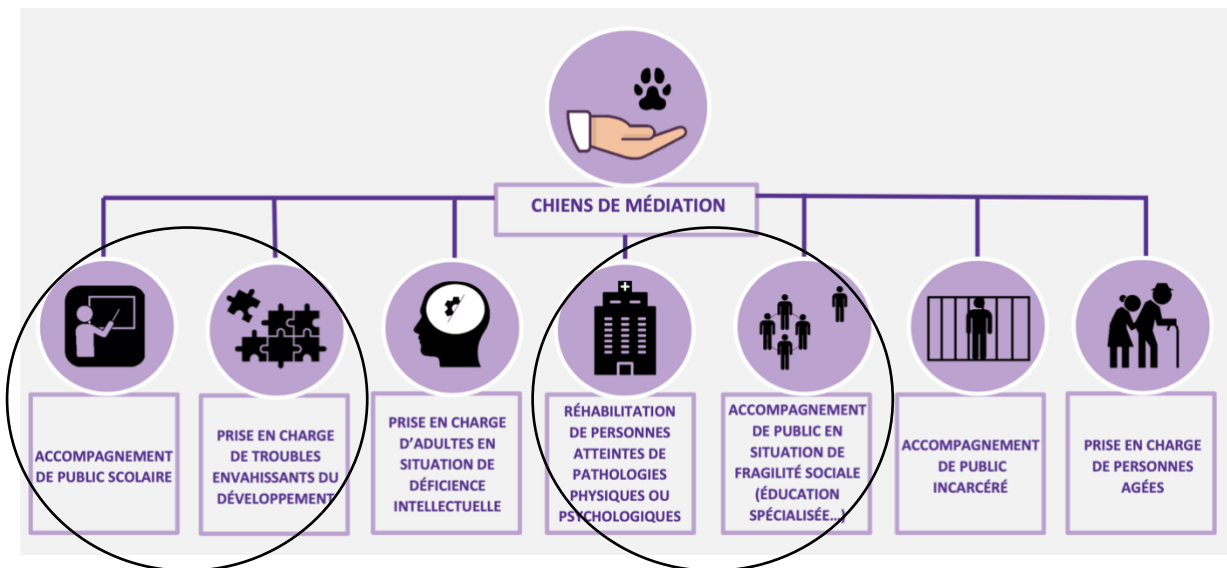 CHIENS DE MÉDIATION
ACCOMPAGNEMENT
DE PUBLIC SCOLAIRE
PRISE EN CHARGE
DE TROUBLES
ENVAHISSANTS DU
DÉVELOPPEMENT
PRISE EN CHARGE
D'ADULTES EN
SITUATION DE
DÉFICIENCE
INTELLECTUELLE
RÉHABILITATION
DE PERSONNES
ATTEINTES DE
PATHOLOGIES
PHYSIQUES OU
PSYCHOLOGIQUES
ACCOMPAGNEMENT
DE PUBLIC EN
SITUATION DE
FRAGILITÉ SOCIALE
(ÉDUCATION
SPÉCIALISÉE...)
ACCOMPAGNEMENT
DE PUBLIC
INCARCÉRÉ
PRISE EN CHARGE
DE PERSONNES
AGÉES